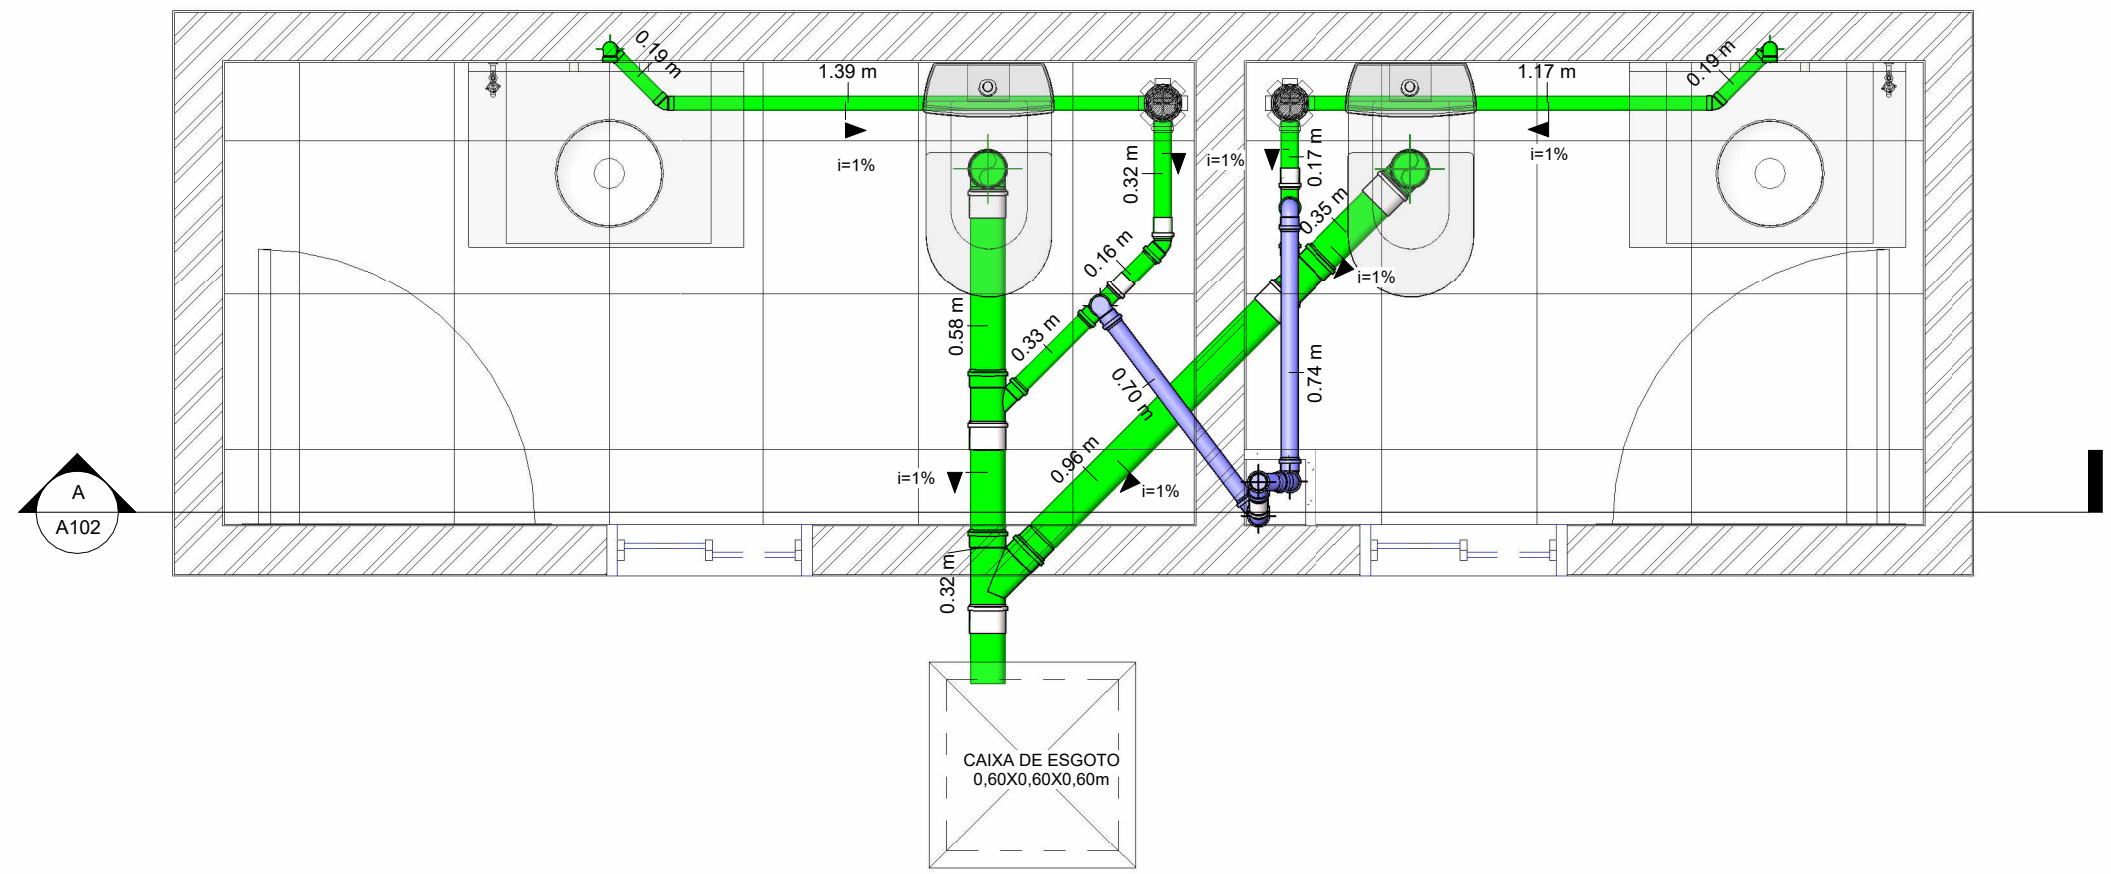 0.19 m
1.39 m
1.17 m
0.19 m
i=1%
0.32 m
i=1%
0.17 m
i=1%
0.35 m
0.16 m
i=1%
0.58 m
0.33 m
0.70 m
0.74 m
0.96 m
i=1%
i=1%
A
A102
0.32 m
CAIXA DE ESGOTO
0,60X0,60X0,60m